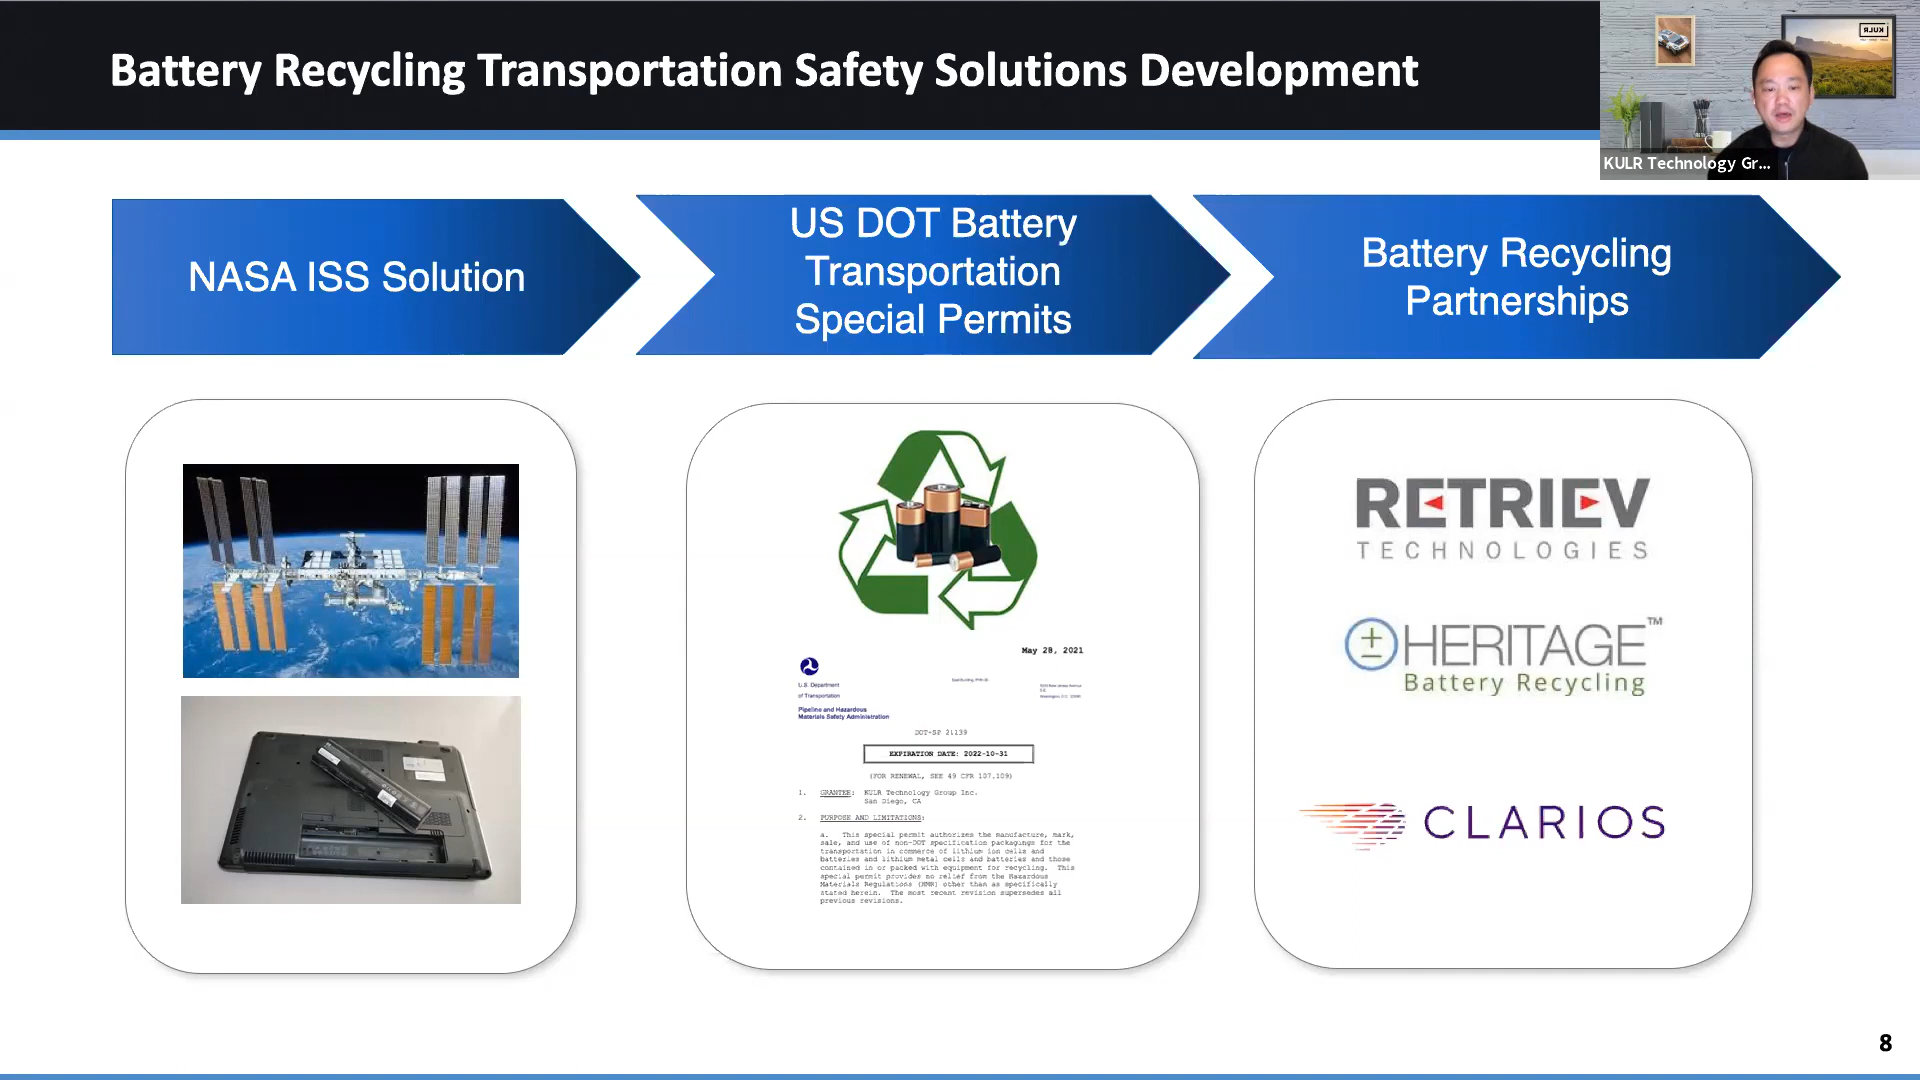 Battery Recycling Transportation Safety Solutions Development
KULR Technology Gr...
NASA ISS Solution
US DOT Battery
Transportation
Special Permits
Battery Recycling
Partnerships
May 28, 2021
U.S. Department
of Transportation
Pipeline and Hazardous
Materials Safety Administration
DOT-SP 21139
EXPIRATION DATE: 2022-10-31
(FOR RENEWAL, SEE 49 CFR 107.109)
1. GRANTEE: KULR Technology Group Inc.
San Diego, CA
2. PURPOSE AND LIMITATIONS:
a. This special permit authorizes the manufacture, mark,
sale, and use of non-DOT specification packagings for the
transportation in commerce of lithium ion cells and
batteries and lithium metal cells and batteries and those
contained in or packed with equipment for recycling. This
special permit provides no relief from the Hazardous
Materials Regulations (HMR) other than as specifically
stated herein. The most recent revision supersedes all
previous revisions.
RETRIEV
TECHNOLOGIES
HERITAGE™
Battery Recycling
CLARIOS
8